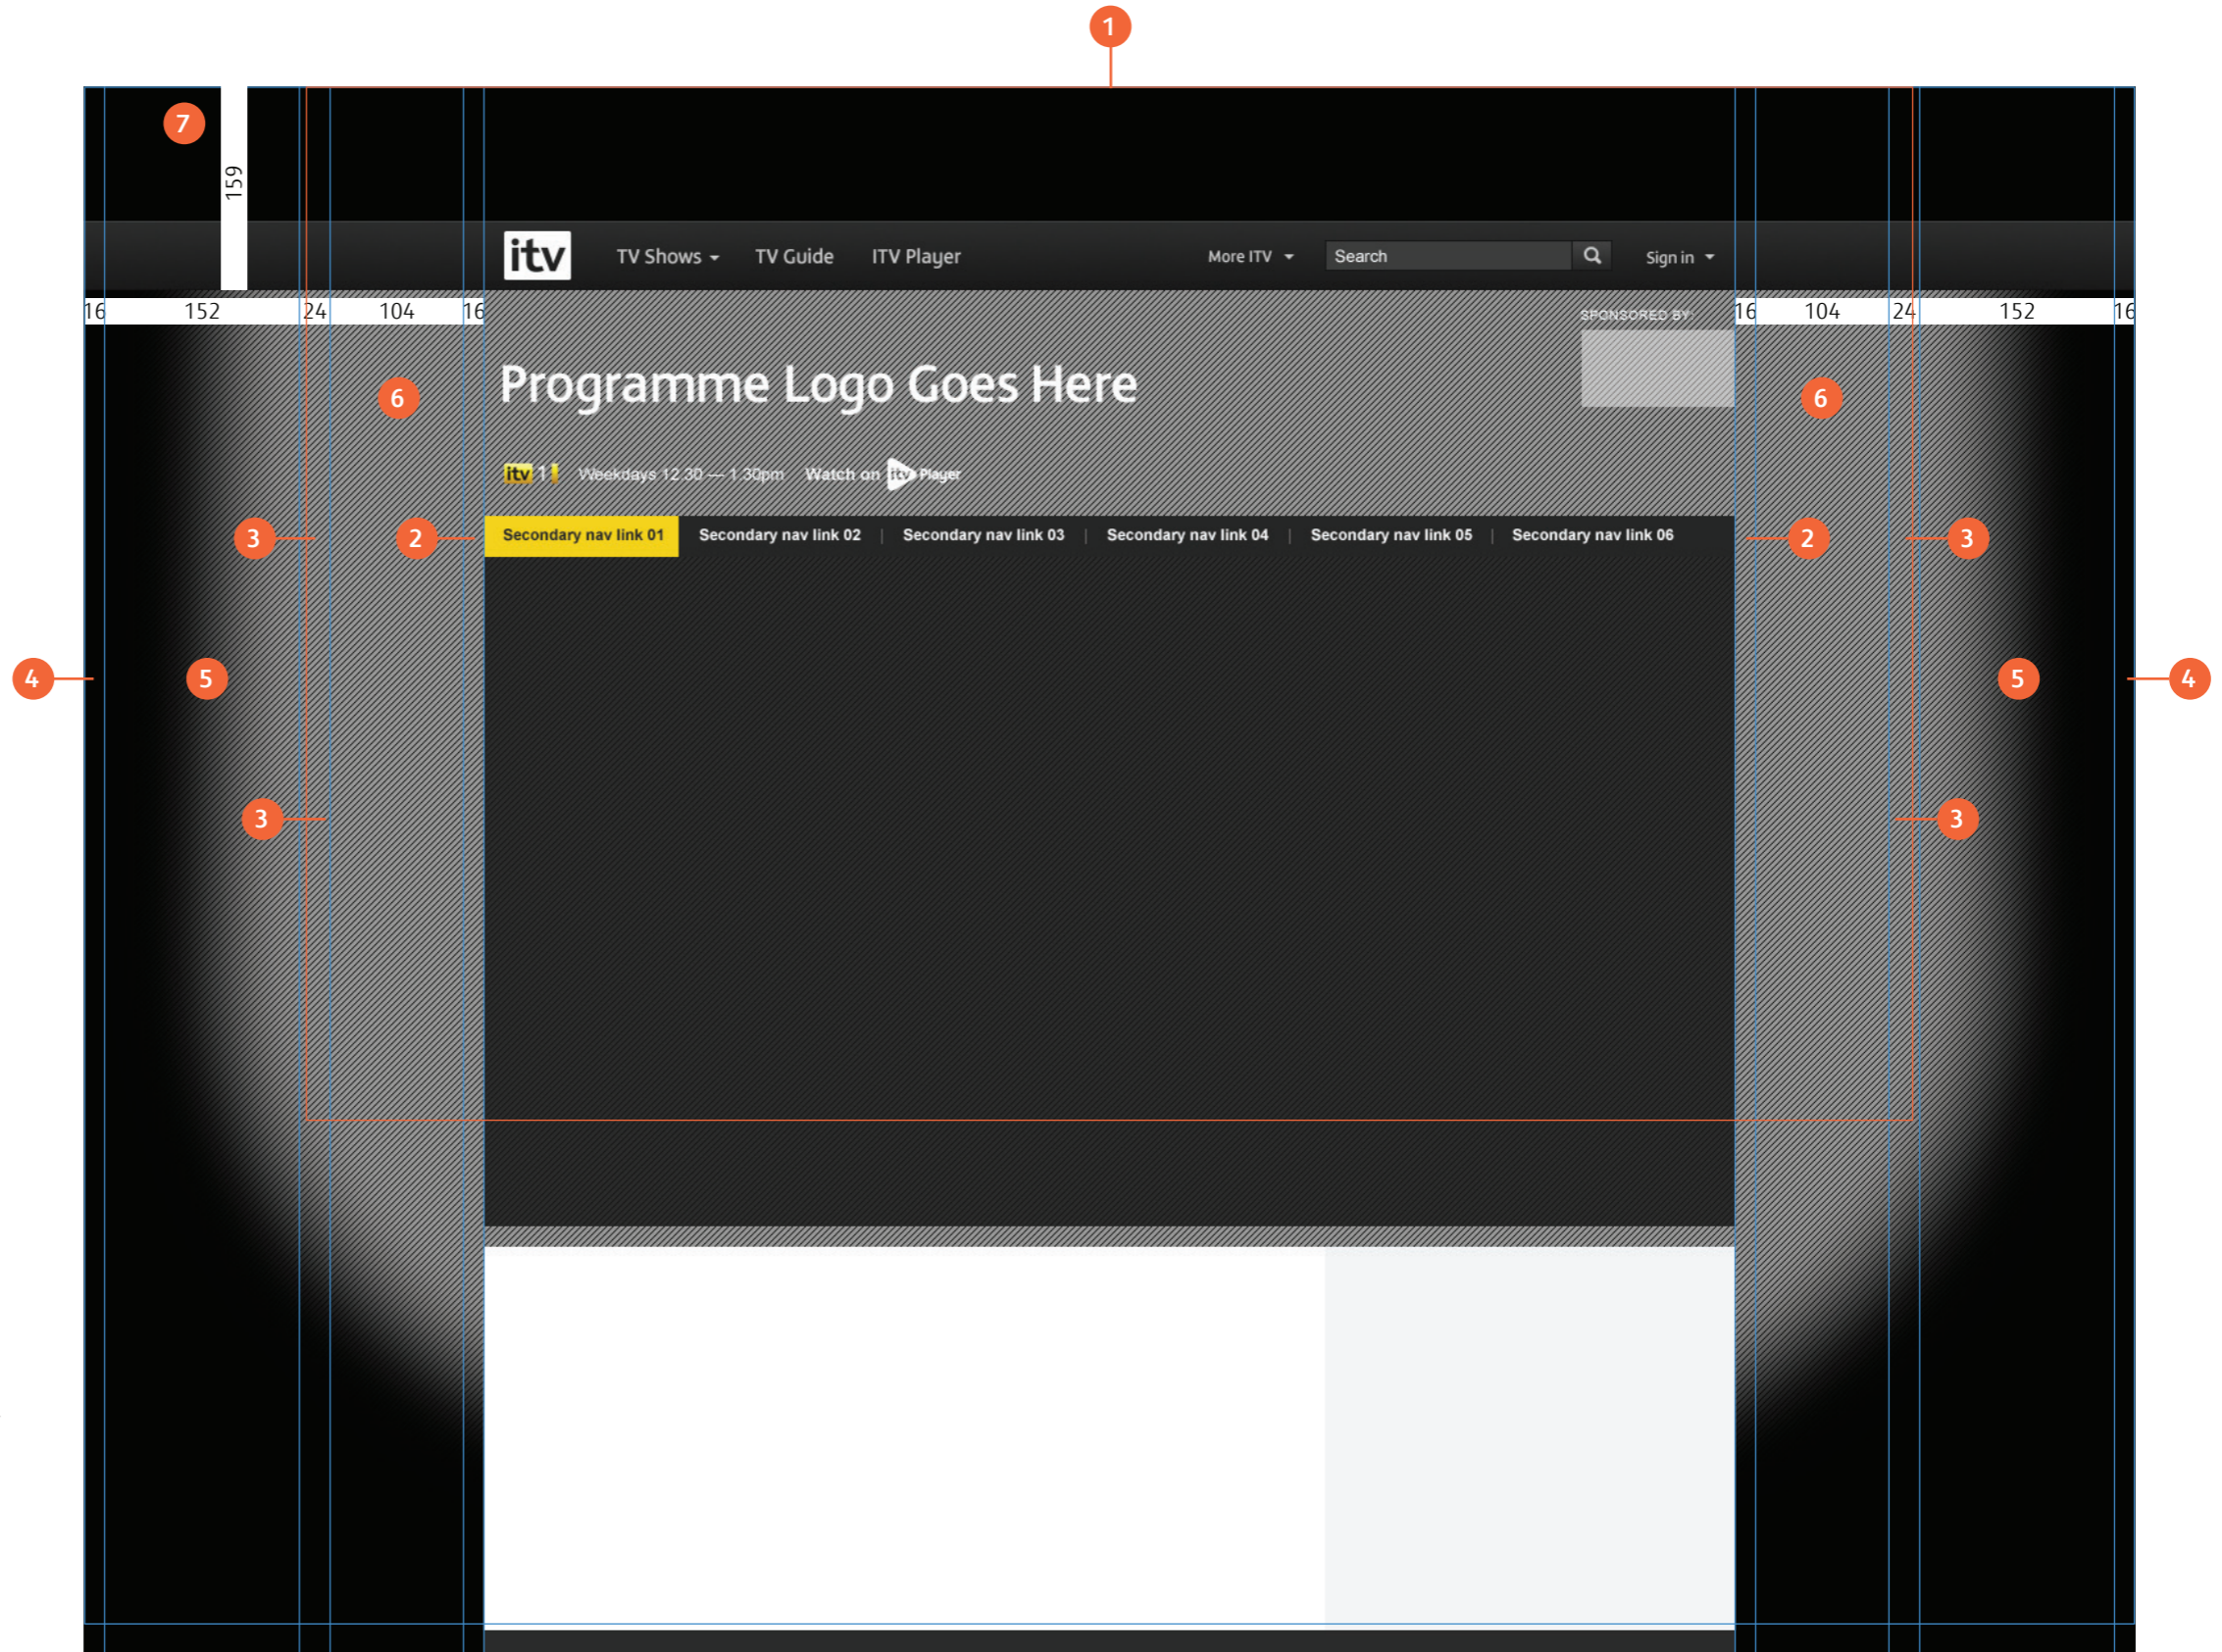 1
7
159
itv TV Shows TV Guide ITV Player More ITV Search Sign in
16 152 24 104 16 16 104 24 152 16
SPONSORED BY:
Programme Logo Goes Here
6 6
itv 1 Weekdays 12.30 — 1.30pm Watch on itv Player
3 2 Secondary nav link 01 Secondary nav link 02 | Secondary nav link 03 | Secondary nav link 04 | Secondary nav link 05 | Secondary nav link 06 2 3
4 5 5 4
3 3